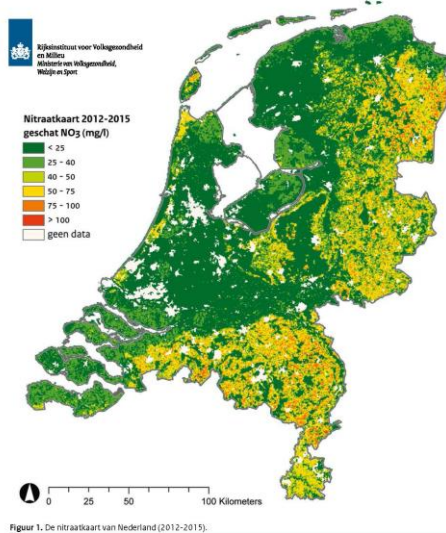 Rijksinstituut voor Volksgezondheid
en Milieu
Ministerie van Volksgezondheid,
Welzijn en Sport
Nitraatkaart 2012-2015
geschat NO3 (mg/l)
< 25
25 - 40
40 - 50
50 - 75
75 - 100
> 100
geen data
0 25 50 100 Kilometers
Figuur 1. De nitraatkaart van Nederland (2012-2015).